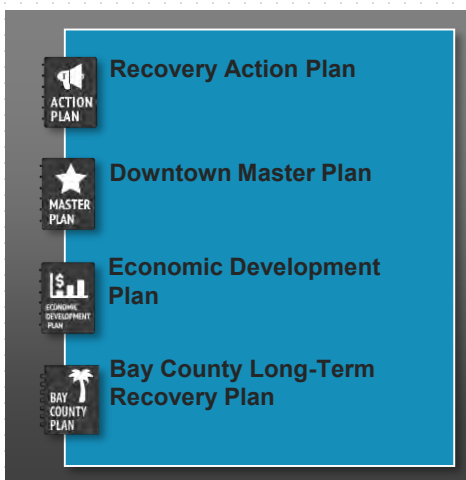 ACTION
PLAN
Recovery Action Plan
MASTER
PLAN
Downtown Master Plan
$
ECONOMIC
DEVELOPMENT
PLAN
Economic Development
Plan
BAY
COUNTY
PLAN
Bay County Long-Term
Recovery Plan